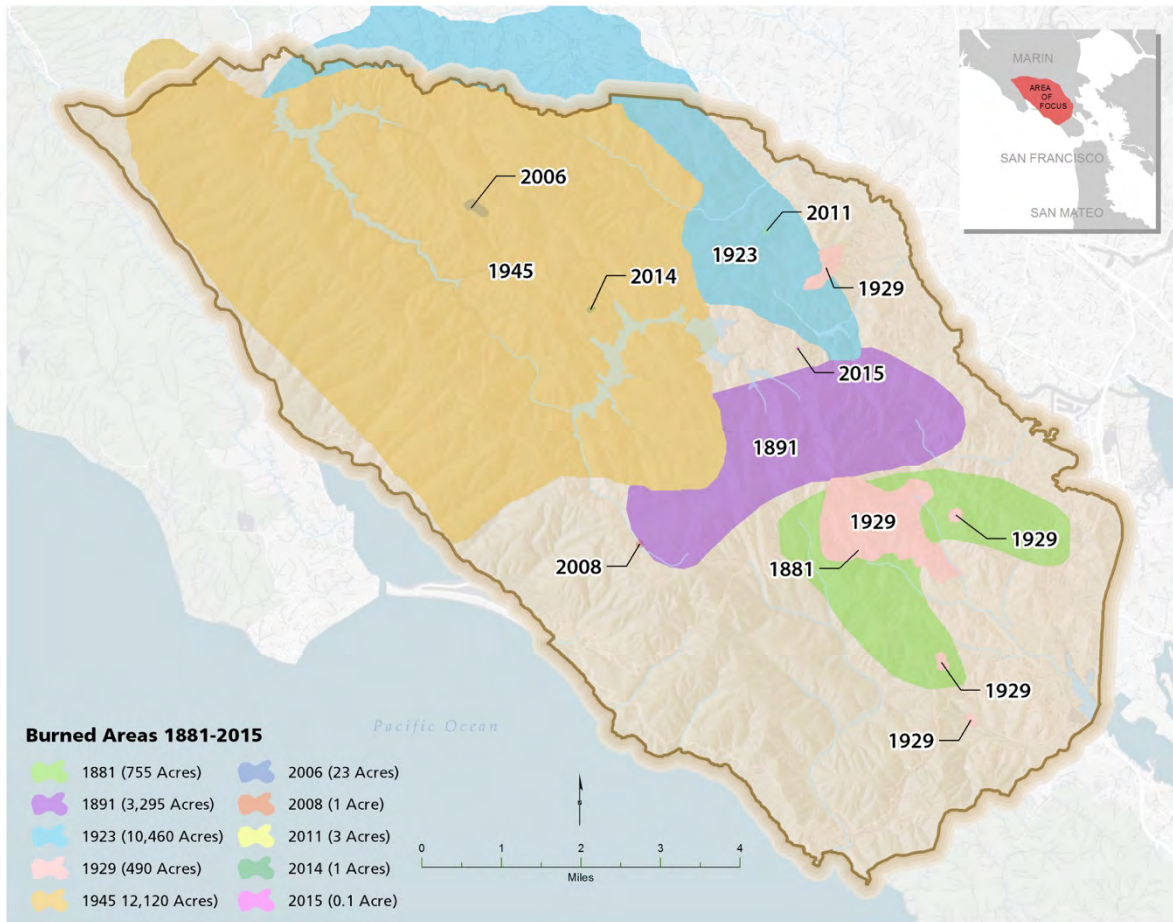 MARIN
AREA
OF
FOCUS
SAN FRANCISCO
SAN MATEO
2006
2011
1923
1945
2014
1929
2015
1891
1929
1929
2008
1881
1929
1929
Pacific Ocean
Burned Areas 1881-2015
1881 (755 Acres)
1891 (3,295 Acres)
1923 (10,460 Acres)
1929 (490 Acres)
1945 12,120 Acres)
2006 (23 Acres)
2008 (1 Acre)
2011 (3 Acres)
2014 (1 Acres)
2015 (0.1 Acre)
N
0 1 2 3 4
Miles